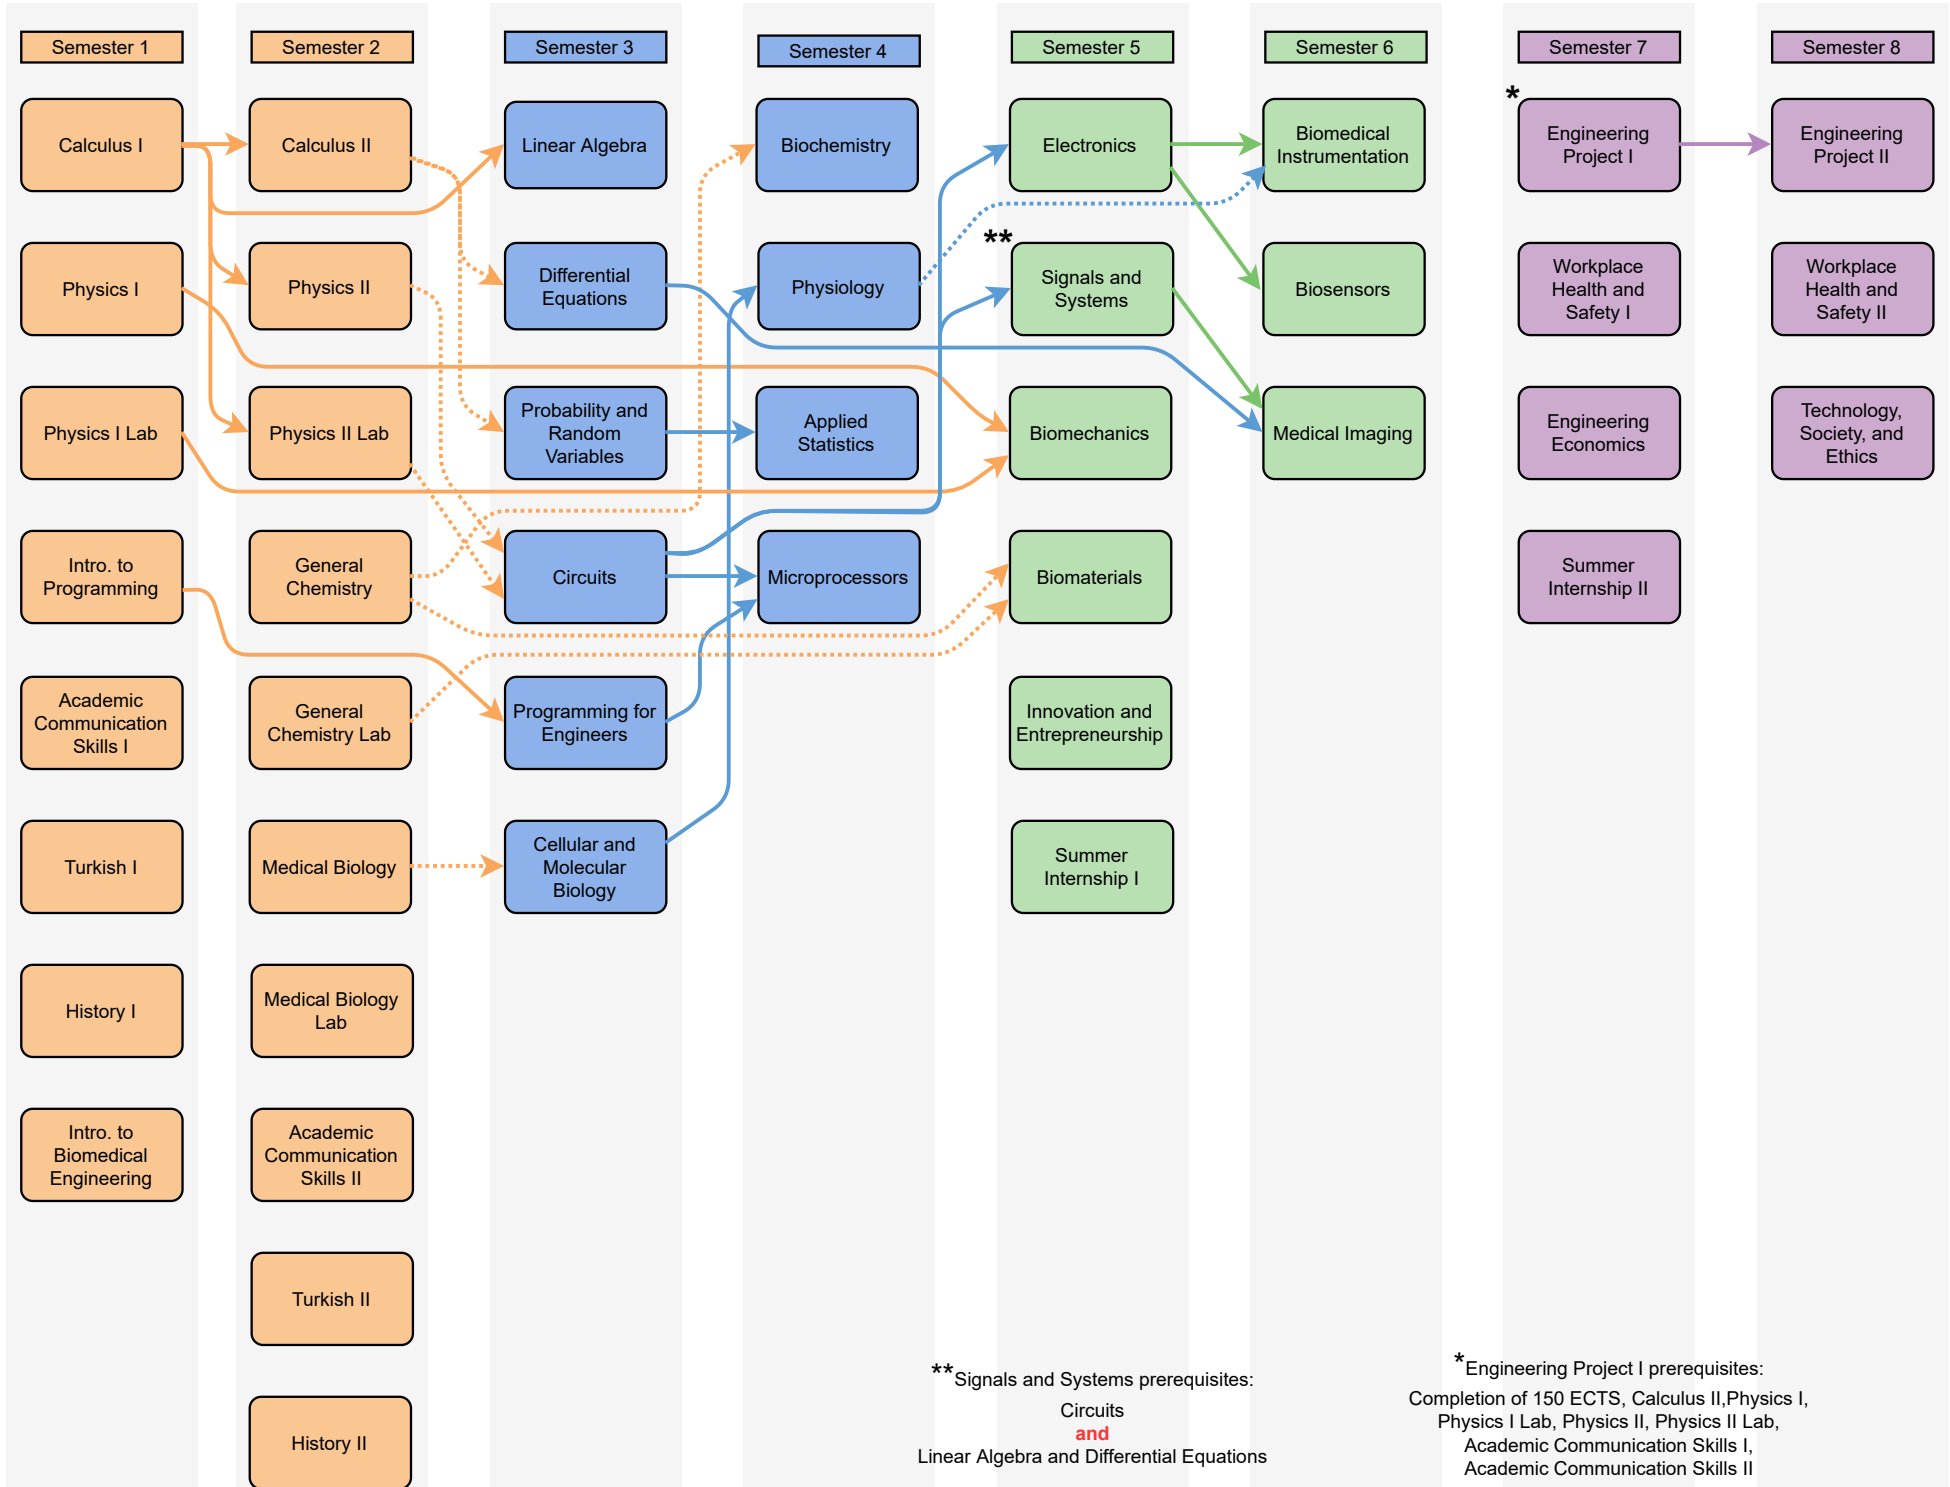 Semester 1
Semester 2
Semester 3
Semester 4
Semester 5
Semester 6
Semester 7
Semester 8
Calculus I
Physics I
Physics I Lab
Intro. to
Programming
Academic
Communication
Skills I
Turkish I
History I
Intro. to
Biomedical
Engineering
Calculus II
Physics II
Physics II Lab
General
Chemistry
General
Chemistry Lab
Medical Biology
Medical Biology
Lab
Academic
Communication
Skills II
Turkish II
History II
Linear Algebra
Differential
Equations
Probability and
Random
Variables
Circuits
Programming for
Engineers
Cellular and
Molecular
Biology
Biochemistry
Physiology
Applied
Statistics
Microprocessors
Electronics
**
Signals and
Systems
Biomechanics
Biomaterials
Innovation and
Entrepreneurship
Summer
Internship I
Biomedical
Instrumentation
Biosensors
Medical Imaging
*
Engineering
Project I
Workplace
Health and
Safety I
Engineering
Economics
Summer
Internship II
Engineering
Project II
Workplace
Health and
Safety II
Technology,
Society, and
Ethics
**Signals and Systems prerequisites:
Circuits
and
Linear Algebra and Differential Equations
*Engineering Project I prerequisites:
Completion of 150 ECTS, Calculus II,Physics I,
Physics I Lab, Physics II, Physics II Lab,
Academic Communication Skills I,
Academic Communication Skills II